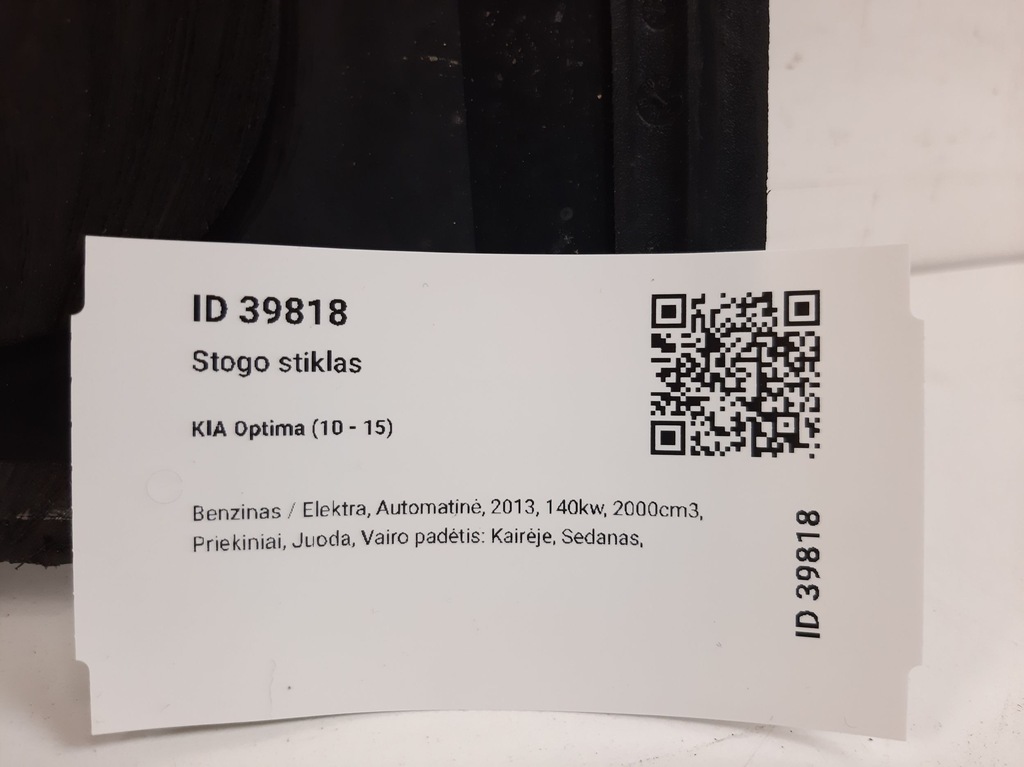 ID 39818
Stogo stiklas
KIA Optima (10 - 15)
Benzinas / Elektra, Automatinė, 2013, 140kw, 2000cm3,
Priekiniai, Juoda, Vairo padėtis: Kairėje, Sedanas,
ID 39818